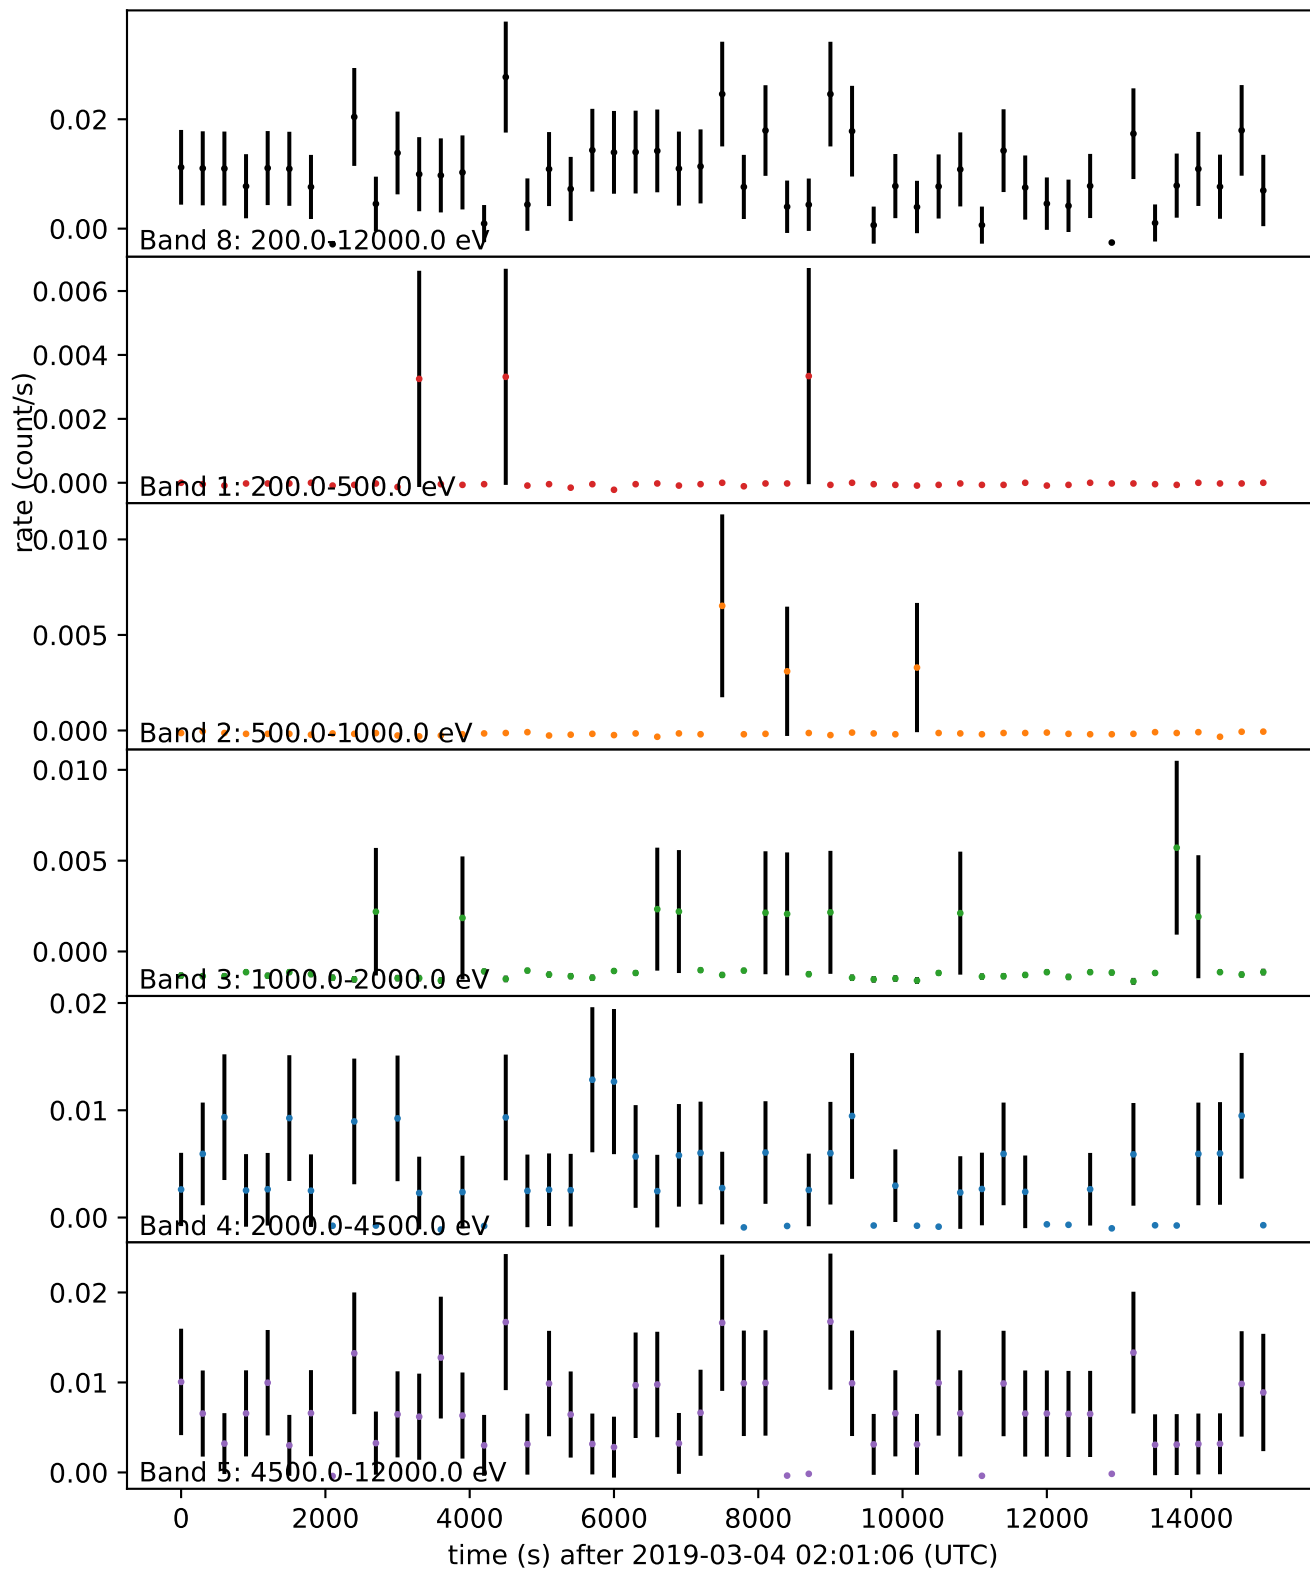 0.02
0.00
Band 8: 200.0-12000.0 eV
0.006
0.004
0.002
0.000
Band 1: 200.0-500.0 eV
rate (count/s)
0.010
0.005
0.000
Band 2: 500.0-1000.0 eV
0.010
0.005
0.000
Band 3: 1000.0-2000.0 eV
0.02
0.01
0.00
Band 4: 2000.0-4500.0 eV
0.02
0.01
0.00
Band 5: 4500.0-12000.0 eV
0 2000 4000 6000 8000 10000 12000 14000
time (s) after 2019-03-04 02:01:06 (UTC)